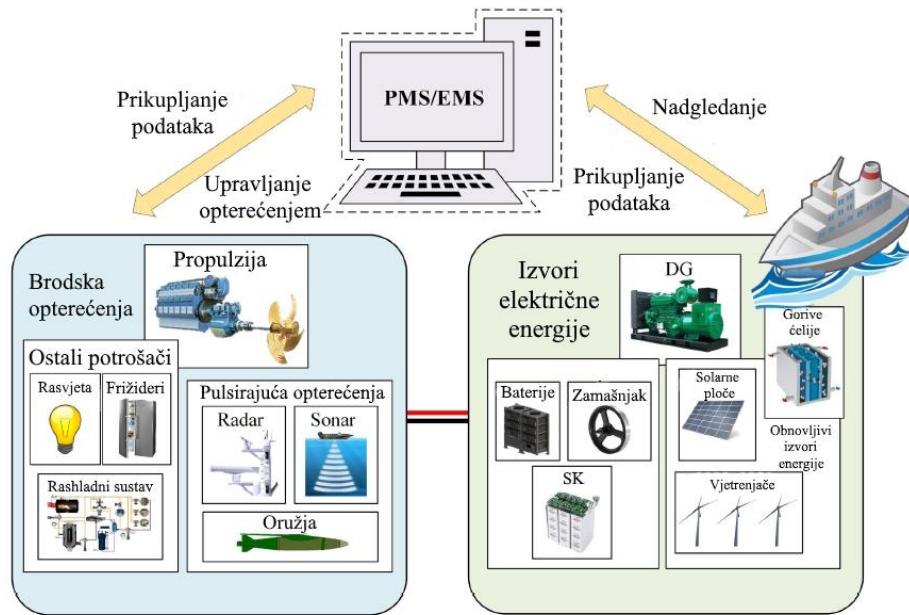 PMS/EMS
Prikupljanje
podataka
Upravljanje
opterećenjem
Nadgledanje
Prikupljanje
podataka
Brodska
opterećenja
Propulzija
Ostali potrošači
Rasvjeta
Frižideri
Rashladni sustav
Pulsirajuća opterećenja
Radar
Sonar
Oružja
Izvori
električne
energije
DG
Gorive
ćelije
Baterije
Zamašnjak
SK
Solarne
ploče
Obnovljivi
izvori
energije
Vjetrenjače